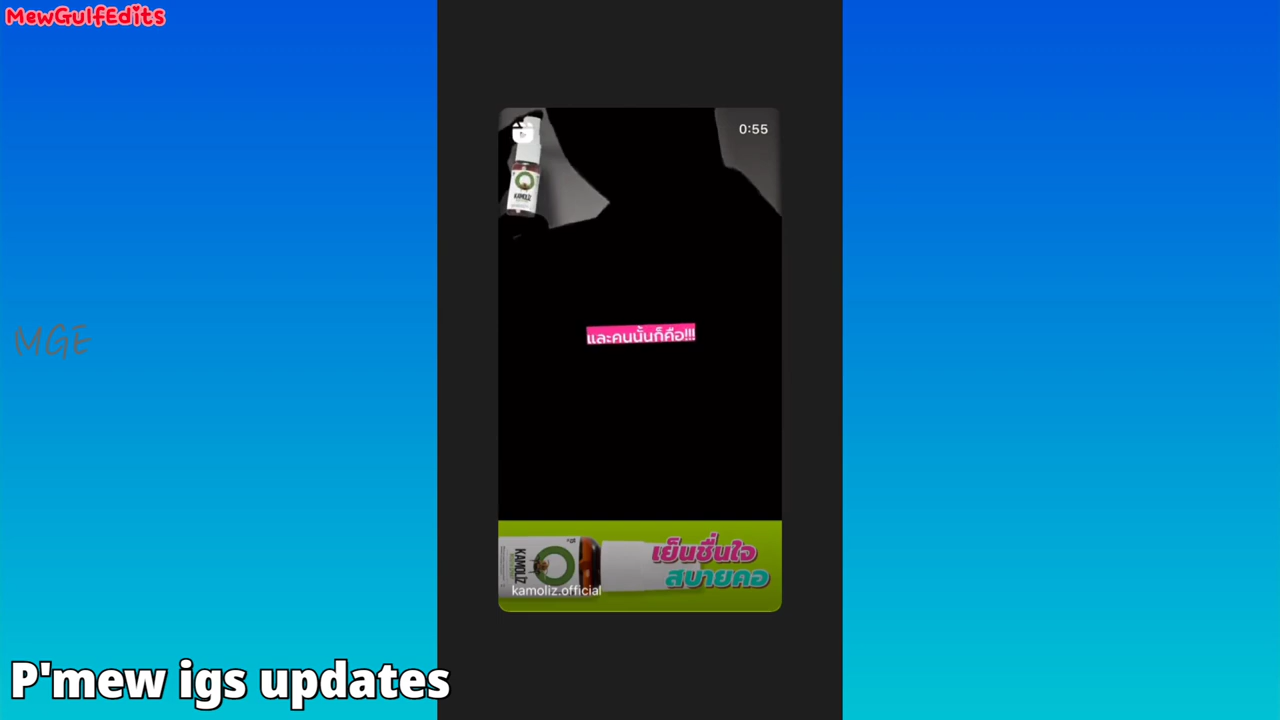 MewGulfEdits
0:55
KAMOLIZ
และคนนั้นก็คือ!!!
MGE
KAMOLIZ
เย็นชื่นใจ
สบายคอ
kamoliz.official
P'mew igs updates